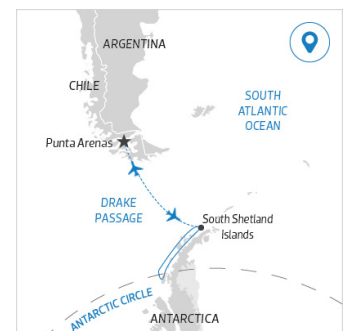 ARGENTINA
CHILE
SOUTH
ATLANTIC
OCEAN
Punta Arenas
DRAKE
PASSAGE
South Shetland
Islands
ANTARCTIC CIRCLE
ANTARCTICA